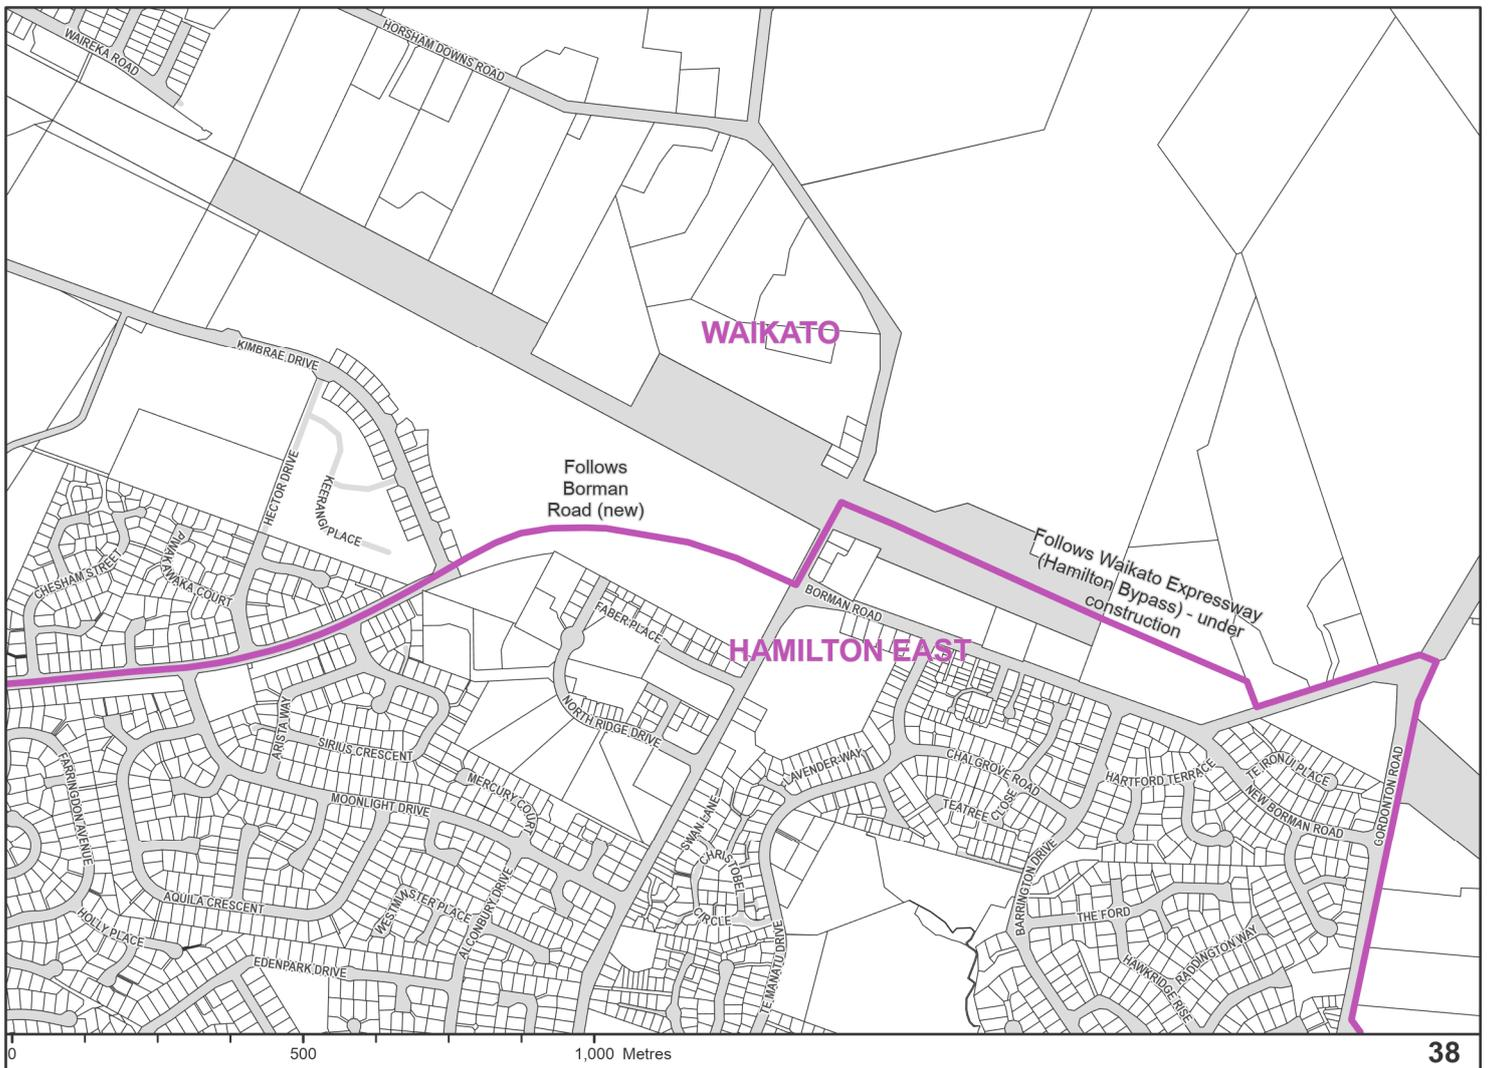 WAIREKA ROAD
HORSHAM DOWNS ROAD
WAIKATO
KIMBRAE DRIVE
HECTOR DRIVE
KEERANGI PLACE
Follows
Borman
Road (new)
Follows Waikato Expressway
(Hamilton Bypass) - under
construction
CHESHAM STREET
PIWAKAWAKA COURT
BORMAN ROAD
FABER PLACE
HAMILTON EAST
NORTH RIDGE DRIVE
ARISTA WAY
SIRIUS CRESCENT
FARRINGDON AVENUE
MOONLIGHT DRIVE
MERCURY COURT
LAVENDER WAY
CHALGROVE ROAD
TEATREE CLOSE
HARTFORD TERRACE
TE IRONUI PLACE
NEW BORMAN ROAD
GORDONTON ROAD
SWAN LANE
CHRISTOBEL
CIRCLE
BARRINGTON DRIVE
AQUILA CRESCENT
WESTMINSTER PLACE
ALCONBURY DRIVE
HOLLY PLACE
THE FORD
RADDINGTON WAY
HAWKRIDGE RISE
EDENPARK DRIVE
TE MANATU DRIVE
0 500 1,000 Metres
38